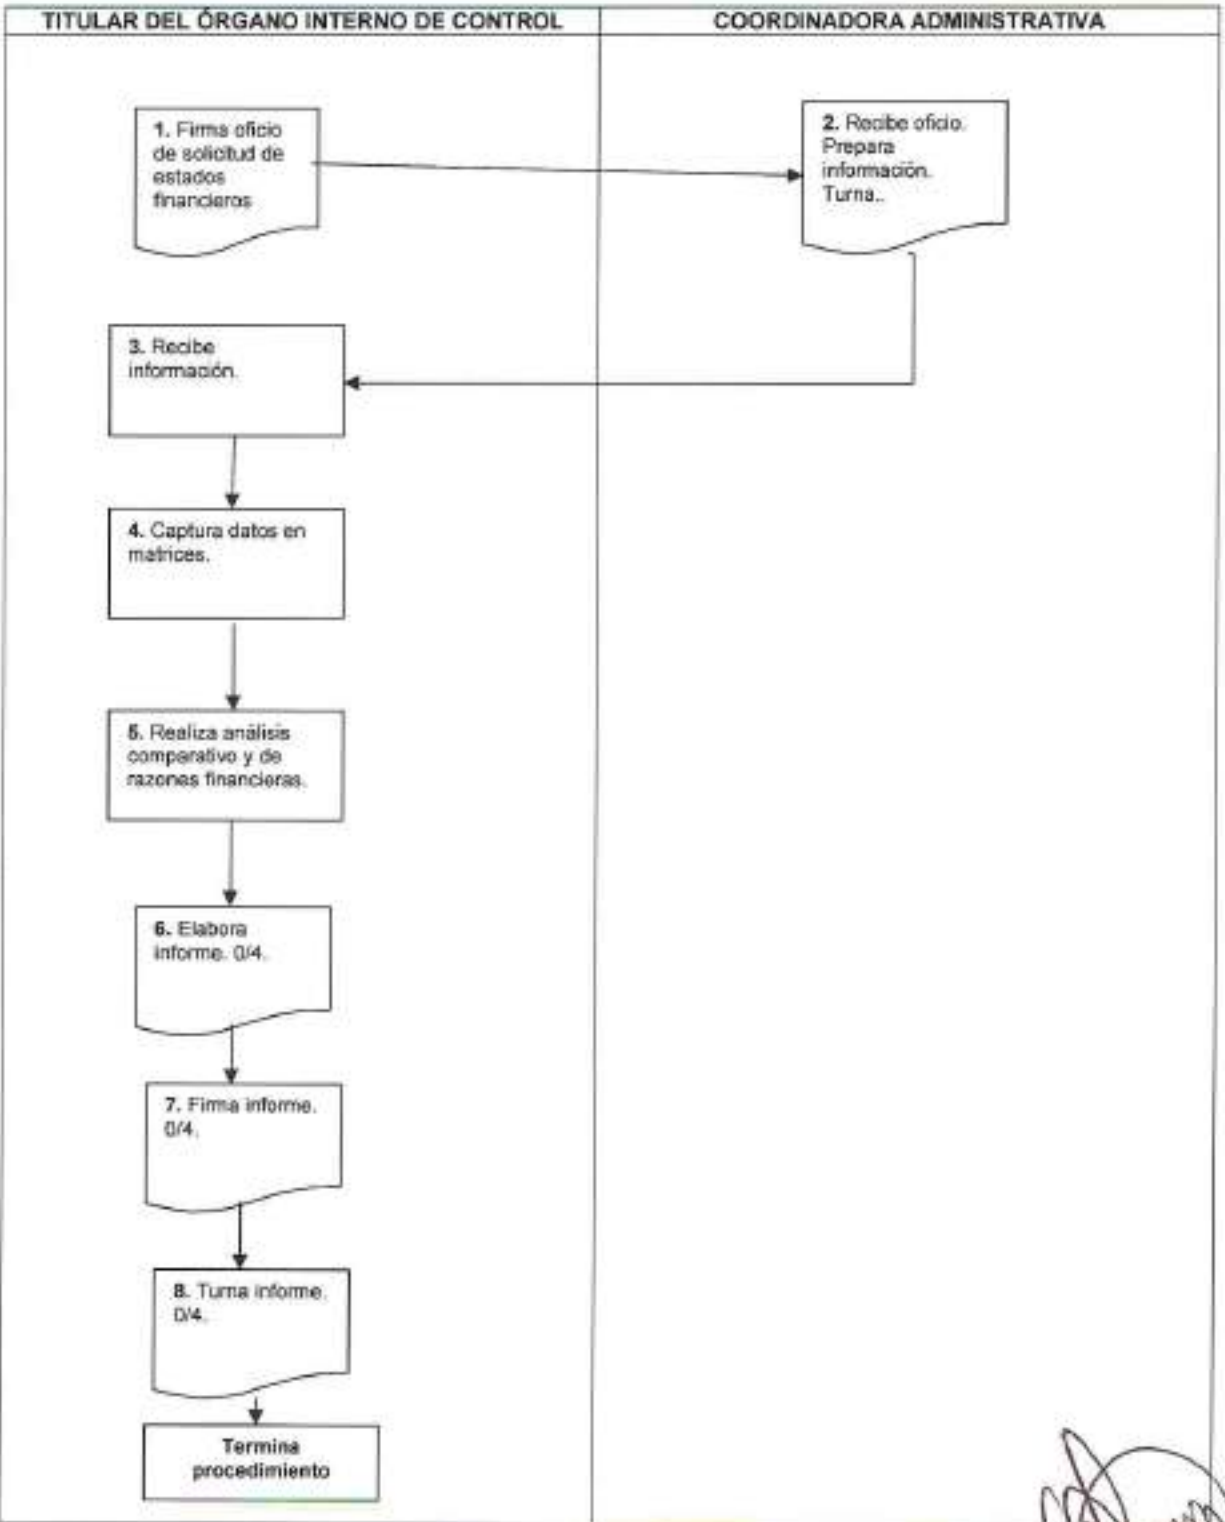 TITULAR DEL ÓRGANO INTERNO DE CONTROL
COORDINADORA ADMINISTRATIVA
1. Firma oficio
de solicitud de
estados
financieros
2. Recibe oficio.
Prepara
información.
Turna..
3. Recibe
información.
4. Captura datos en
matrices.
5. Realiza análisis
comparativo y de
razones financieras.
6. Elabora
informe. 0/4.
7. Firma informe.
0/4.
8. Turna informe.
0/4.
Termina
procedimiento